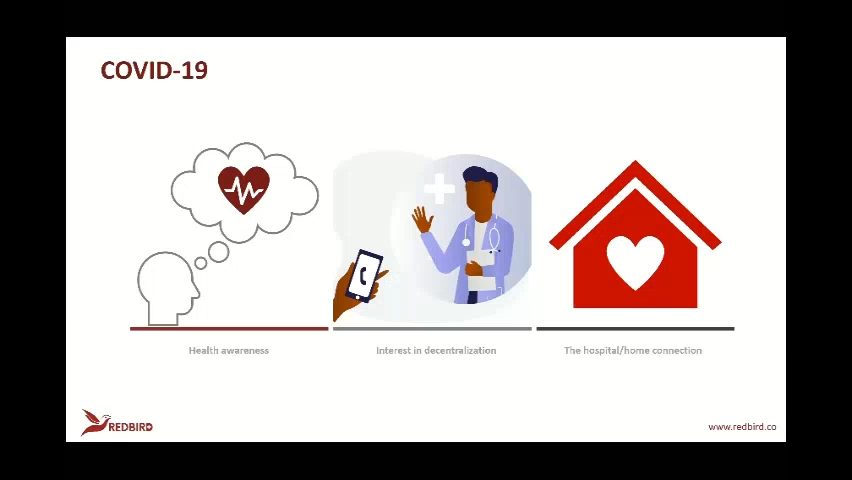 COVID-19
Health awareness
Interest in decentralization
The hospital/home connection
REDBIRD
www.redbird.co